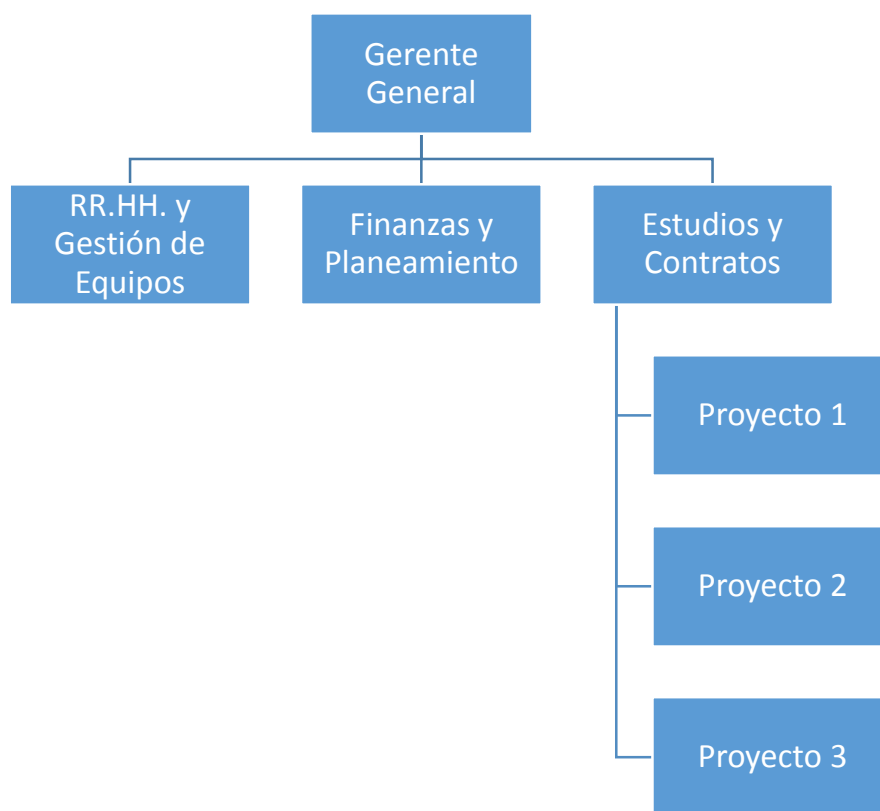 Gerente
General
RR.HH. y
Gestión de
Equipos
Finanzas y
Planeamiento
Estudios y
Contratos
Proyecto 1
Proyecto 2
Proyecto 3